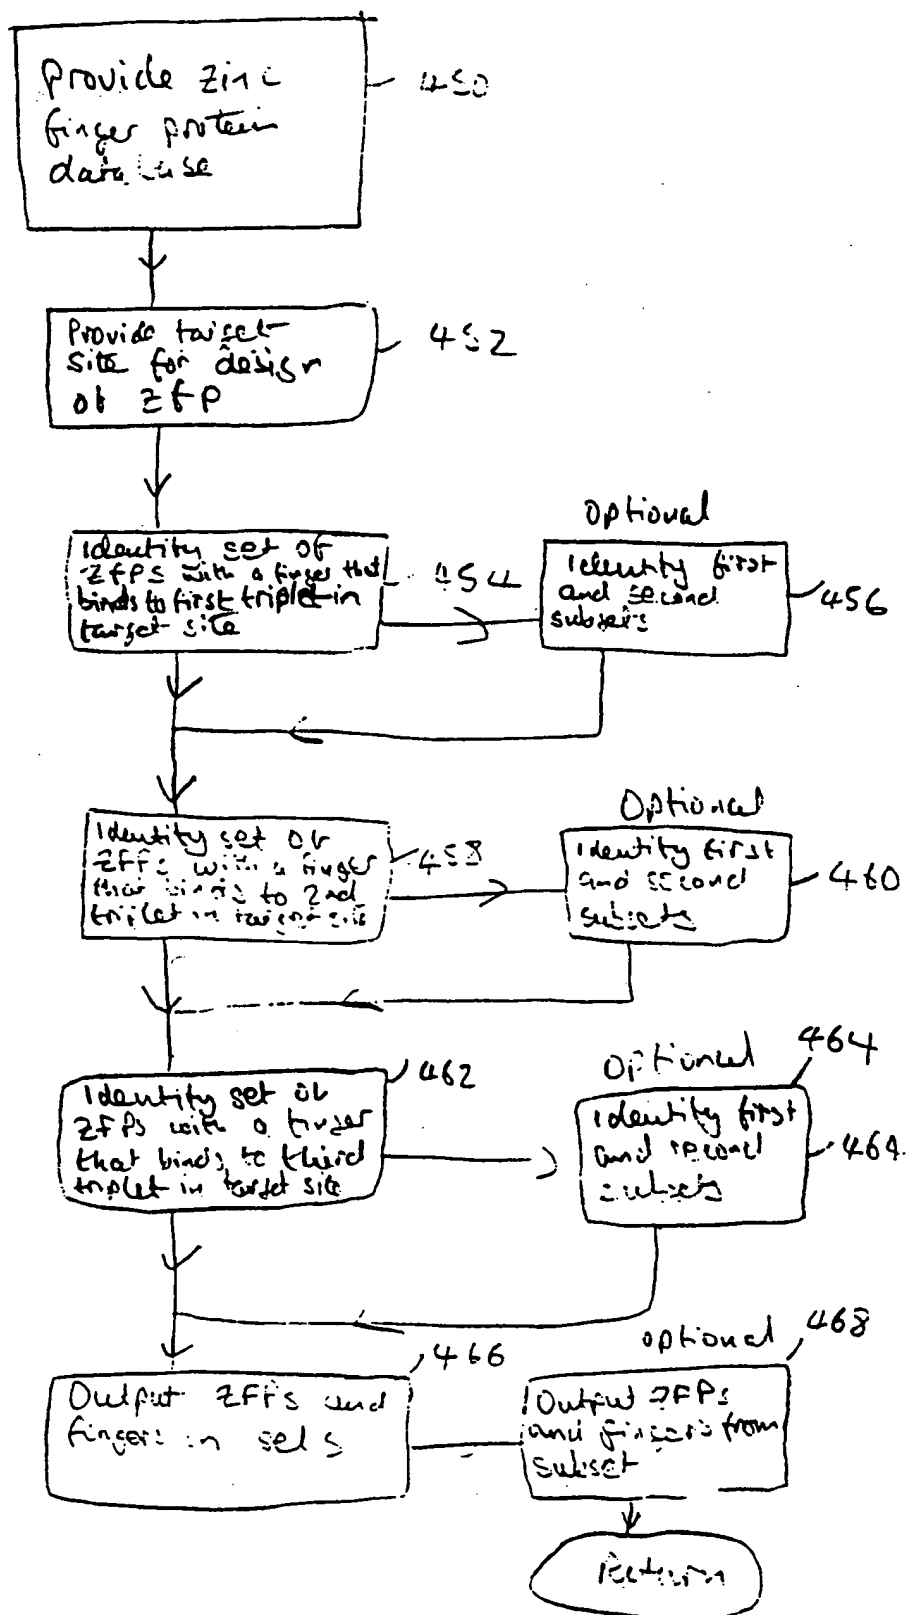 Provide zinc
finger protein
database
450
Provide target
site for design
of zfp
452
Identify set of
ZFPs with a finger that
binds to first triplet in
target site
454
Optional
Identify first
and second
subsets
456
Identify set of
ZFPs with a finger
that binds to 2nd
triplet in target site
458
Optional
Identify first
and second
subsets
460
Identify set of
ZFPs with a finger
that binds to third
triplet in target site
462
Optional
464
Identify first
and second
subsets
464
Output ZFPs and
fingers in sets
466
optional
468
Output ZFPs
and fingers from
subset
Return